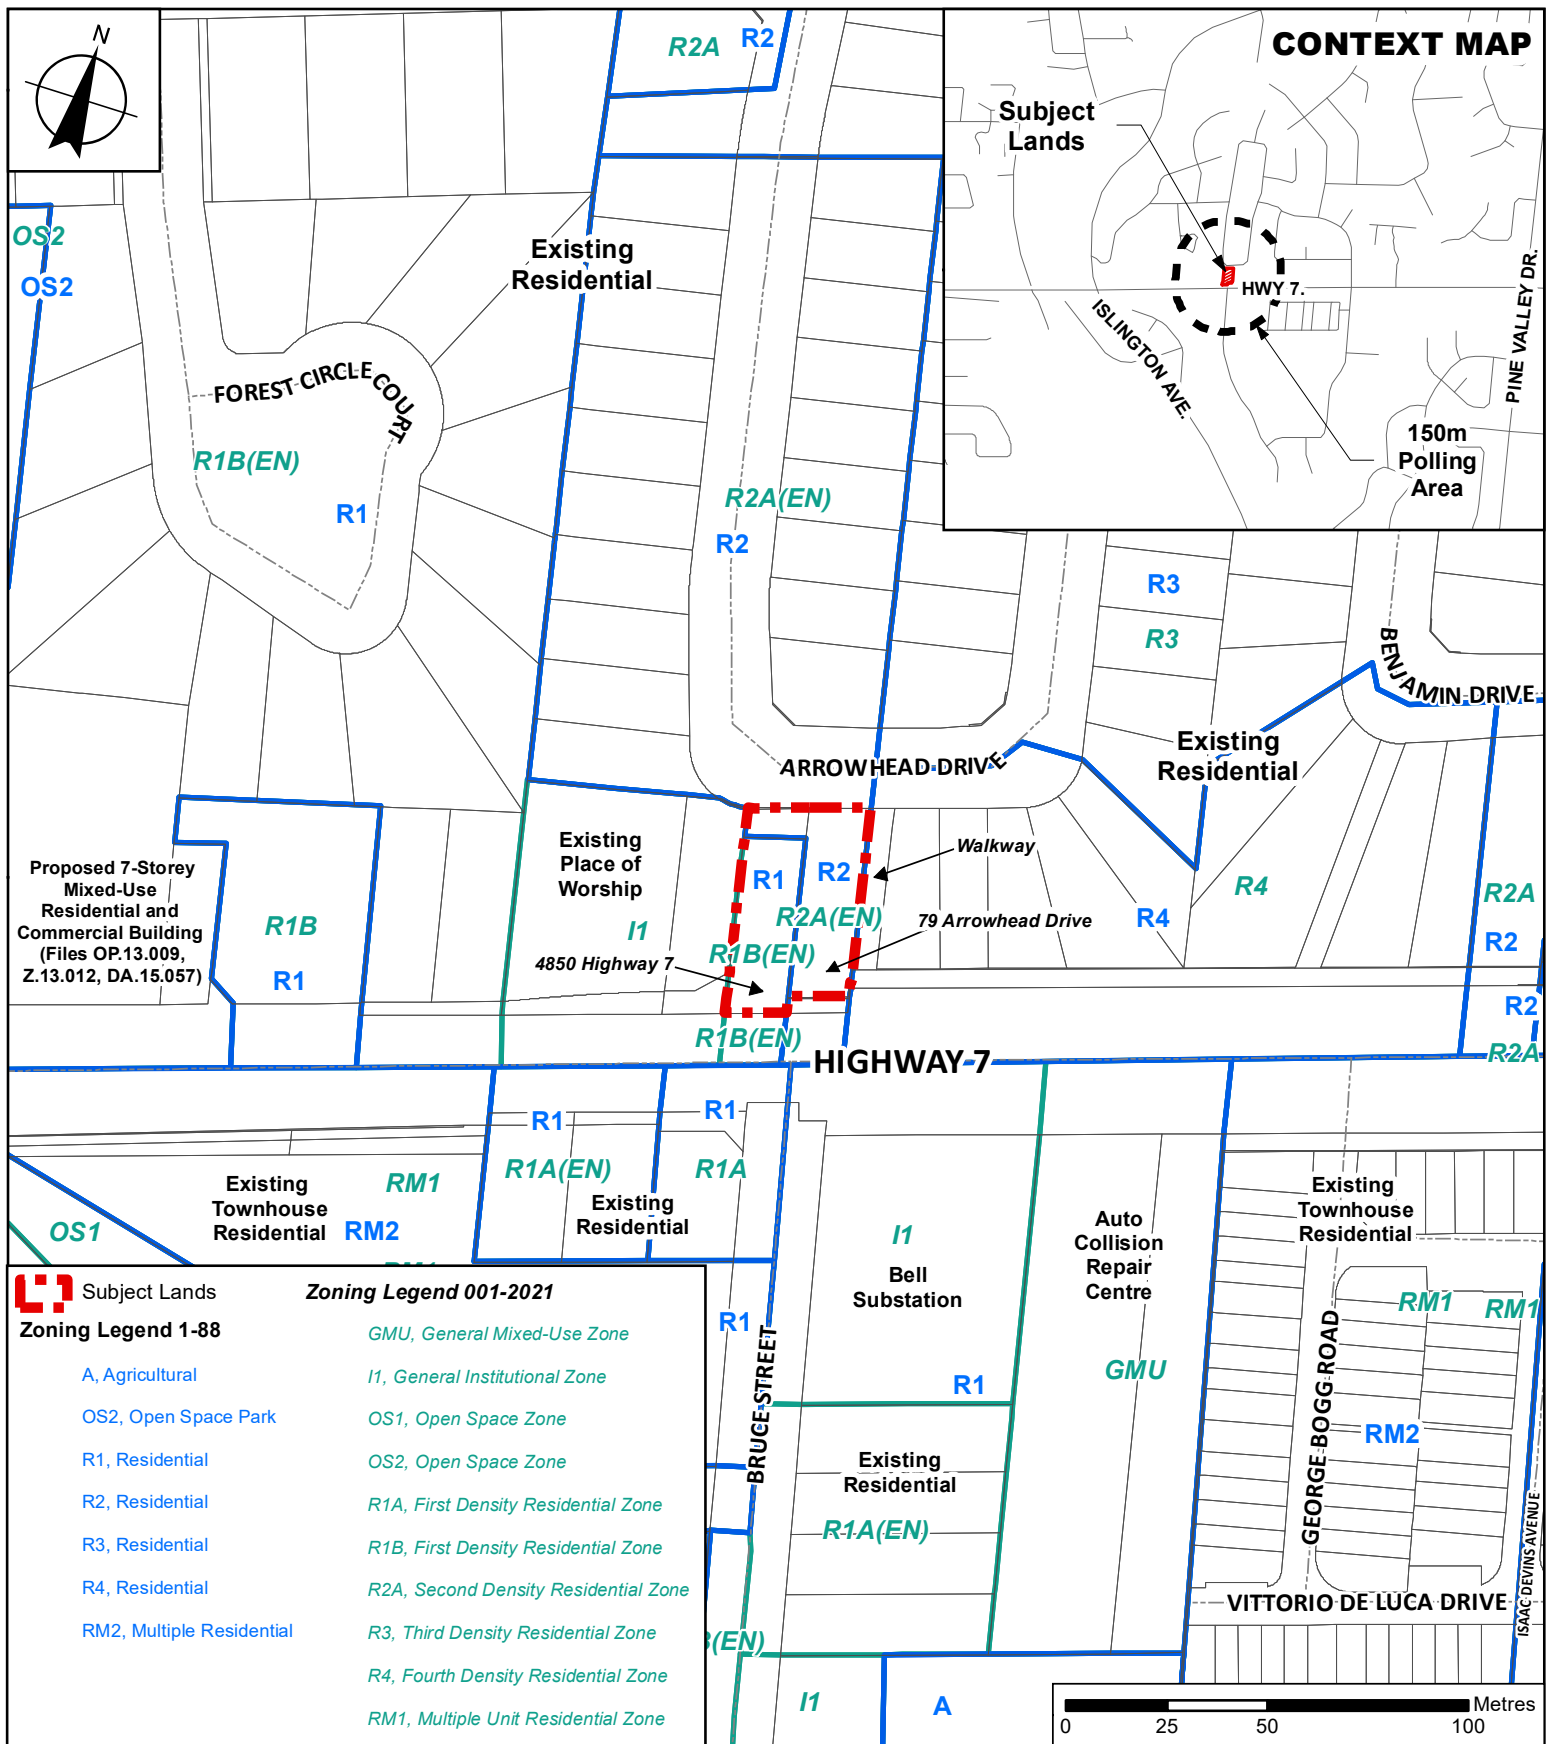 N
CONTEXT MAP
Subject
Lands
HWY 7.
ISLINGTON AVE.
PINE VALLEY DR.
150m
Polling
Area
R2A
R2
OS2
OS2
Existing
Residential
FOREST CIRCLE COURT
R1B(EN)
R1
R2A(EN)
R2
R3
R3
BENJAMIN DRIVE
Existing
Residential
ARROWHEAD DRIVE
Existing
Place of
Worship
I1
Proposed 7-Storey
Mixed-Use
Residential and
Commercial Building
(Files OP.13.009,
Z.13.012, DA.15.057)
R1B
R1
R1
R2
R2A(EN)
R1B(EN)
Walkway
79 Arrowhead Drive
4850 Highway 7
R4
R4
R2A
R2
R2
R2A
R1B(EN)
HIGHWAY 7
R1
R1
R1A(EN)
R1A
Existing
Residential
Existing
Townhouse
Residential
RM1
RM2
OS1
RM1
I1
Bell
Substation
R1
R1
Auto
Collision
Repair
Centre
GMU
Existing
Townhouse
Residential
RM1
RM1
RM2
BRUCE STREET
GEORGE BOGG ROAD
ISAAC DEVINS AVENUE
VITTORIO DE LUCA DRIVE
Existing
Residential
R1A(EN)
(EN)
I1
A
Subject Lands
Zoning Legend 1-88
A, Agricultural
OS2, Open Space Park
R1, Residential
R2, Residential
R3, Residential
R4, Residential
RM2, Multiple Residential
Zoning Legend 001-2021
GMU, General Mixed-Use Zone
I1, General Institutional Zone
OS1, Open Space Zone
OS2, Open Space Zone
R1A, First Density Residential Zone
R1B, First Density Residential Zone
R2A, Second Density Residential Zone
R3, Third Density Residential Zone
R4, Fourth Density Residential Zone
RM1, Multiple Unit Residential Zone
Metres
0 25 50 100